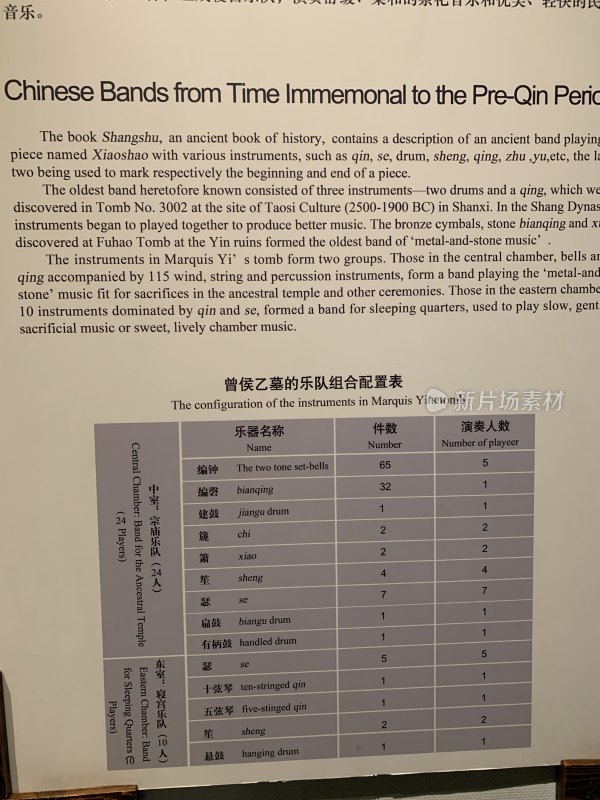 音乐。
Chinese Bands from Time Immemonal to the Pre-Qin Perio
The book Shangshu, an ancient book of history, contains a description of an ancient band playing
piece named Xiaoshao with various instruments, such as qin, se, drum, sheng, qing, zhu ,yu,etc, the la
two being used to mark respectively the beginning and end of a piece.
The oldest band heretofore known consisted of three instruments—two drums and a qing, which we
discovered in Tomb No. 3002 at the site of Taosi Culture (2500-1900 BC) in Shanxi. In the Shang Dynas
instruments began to played together to produce better music. The bronze cymbals, stone bianqing and x
discovered at Fuhao Tomb at the Yin ruins formed the oldest band of 'metal-and-stone music' .
The instruments in Marquis Yi' s tomb form two groups. Those in the central chamber, bells an
qing accompanied by 115 wind, string and percussion instruments, form a band playing the 'metal-and
stone' music fit for sacrifices in the ancestral temple and other ceremonies. Those in the eastern chambe
10 instruments dominated by qin and se, formed a band for sleeping quarters, used to play slow, gent
sacrificial music or sweet, lively chamber music.
曾侯乙墓的乐队组合配置表
The configuration of the instruments in Marquis Yi
新片场素材
乐器名称 件数 演奏人数
Name Number Number of playeer
中室：宗庙乐队（24人）
Central Chamber: Band for the Ancestral Temple
(24 Players)
编钟 The two tone set-bells 65 5
编磬 bianqing 32 1
建鼓 jiangu drum 1 1
篪 chi 2 2
箫 xiao 2 2
笙 sheng 4 4
瑟 se 7 7
扁鼓 biangu drum 1 1
有柄鼓 handled drum 1 1
东室：寝宫乐队（10人）
Eastern Chamber: Band
for Sleeping Quarters
Players)
瑟 se 5 5
十弦琴 ten-stringed qin 1 1
五弦琴 five-stinged qin 1 1
笙 sheng 2 2
悬鼓 hanging drum 1 1